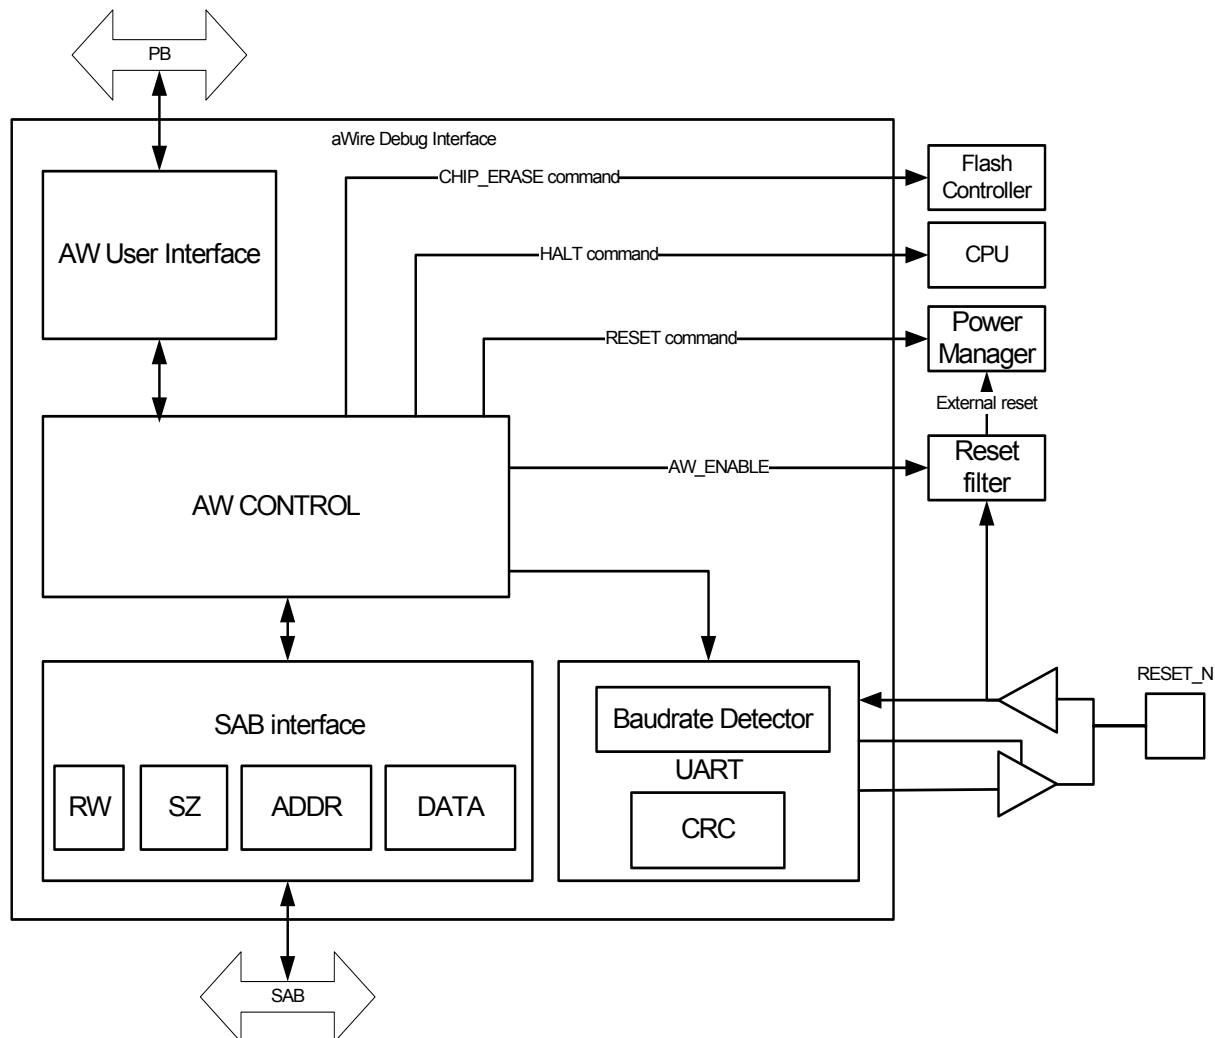 PB
aWire Debug Interface
CHIP_ERASE command
Flash
Controller
AW User Interface
HALT command
CPU
RESET command
Power
Manager
External reset
AW CONTROL
AW_ENABLE
Reset
filter
SAB interface
RW
SZ
ADDR
DATA
Baudrate Detector
UART
CRC
RESET_N
SAB